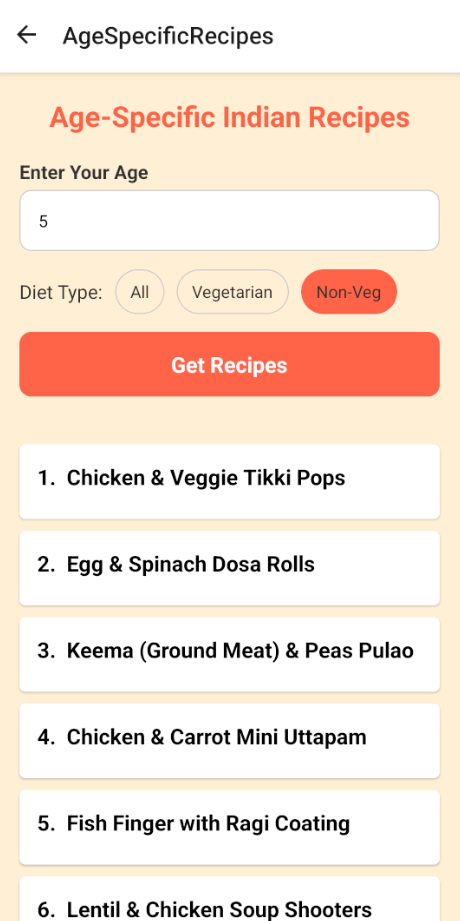 AgeSpecificRecipes
Age-Specific Indian Recipes
Enter Your Age
5
Diet Type: All Vegetarian Non-Veg
Get Recipes
1. Chicken & Veggie Tikki Pops
2. Egg & Spinach Dosa Rolls
3. Keema (Ground Meat) & Peas Pulao
4. Chicken & Carrot Mini Uttapam
5. Fish Finger with Ragi Coating
6. Lentil & Chicken Soup Shooters